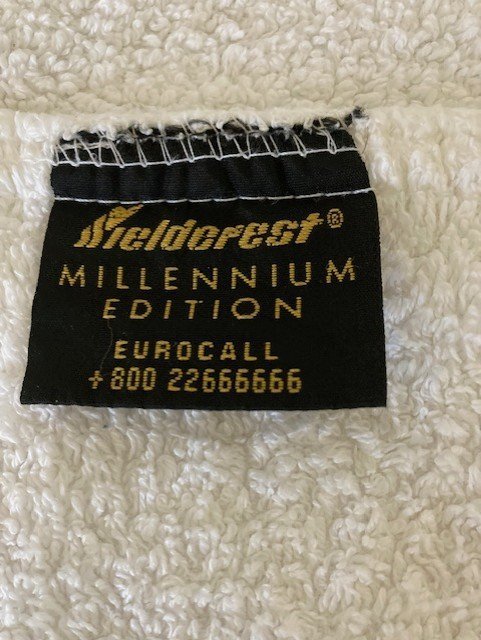 Fieldcrest®
MILLENNIUM
EDITION
EUROCALL
+800 22666666